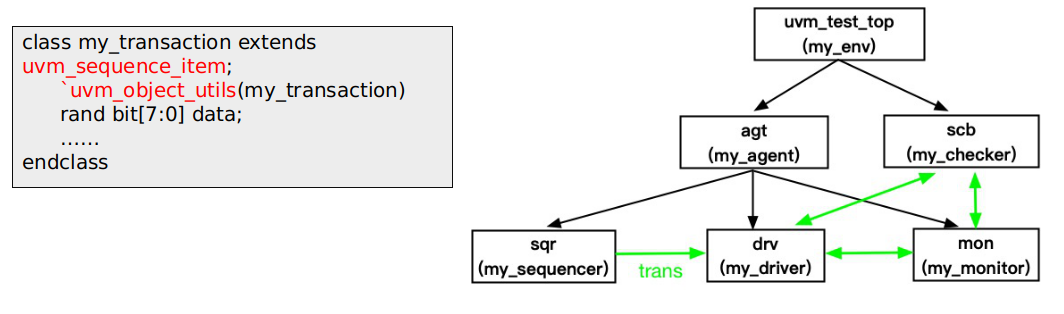 class my_transaction extends
uvm_sequence_item;
`uvm_object_utils(my_transaction)
rand bit[7:0] data;
……
endclass
uvm_test_top
(my_env)
agt
(my_agent)
scb
(my_checker)
sqr
(my_sequencer)
trans
drv
(my_driver)
mon
(my_monitor)